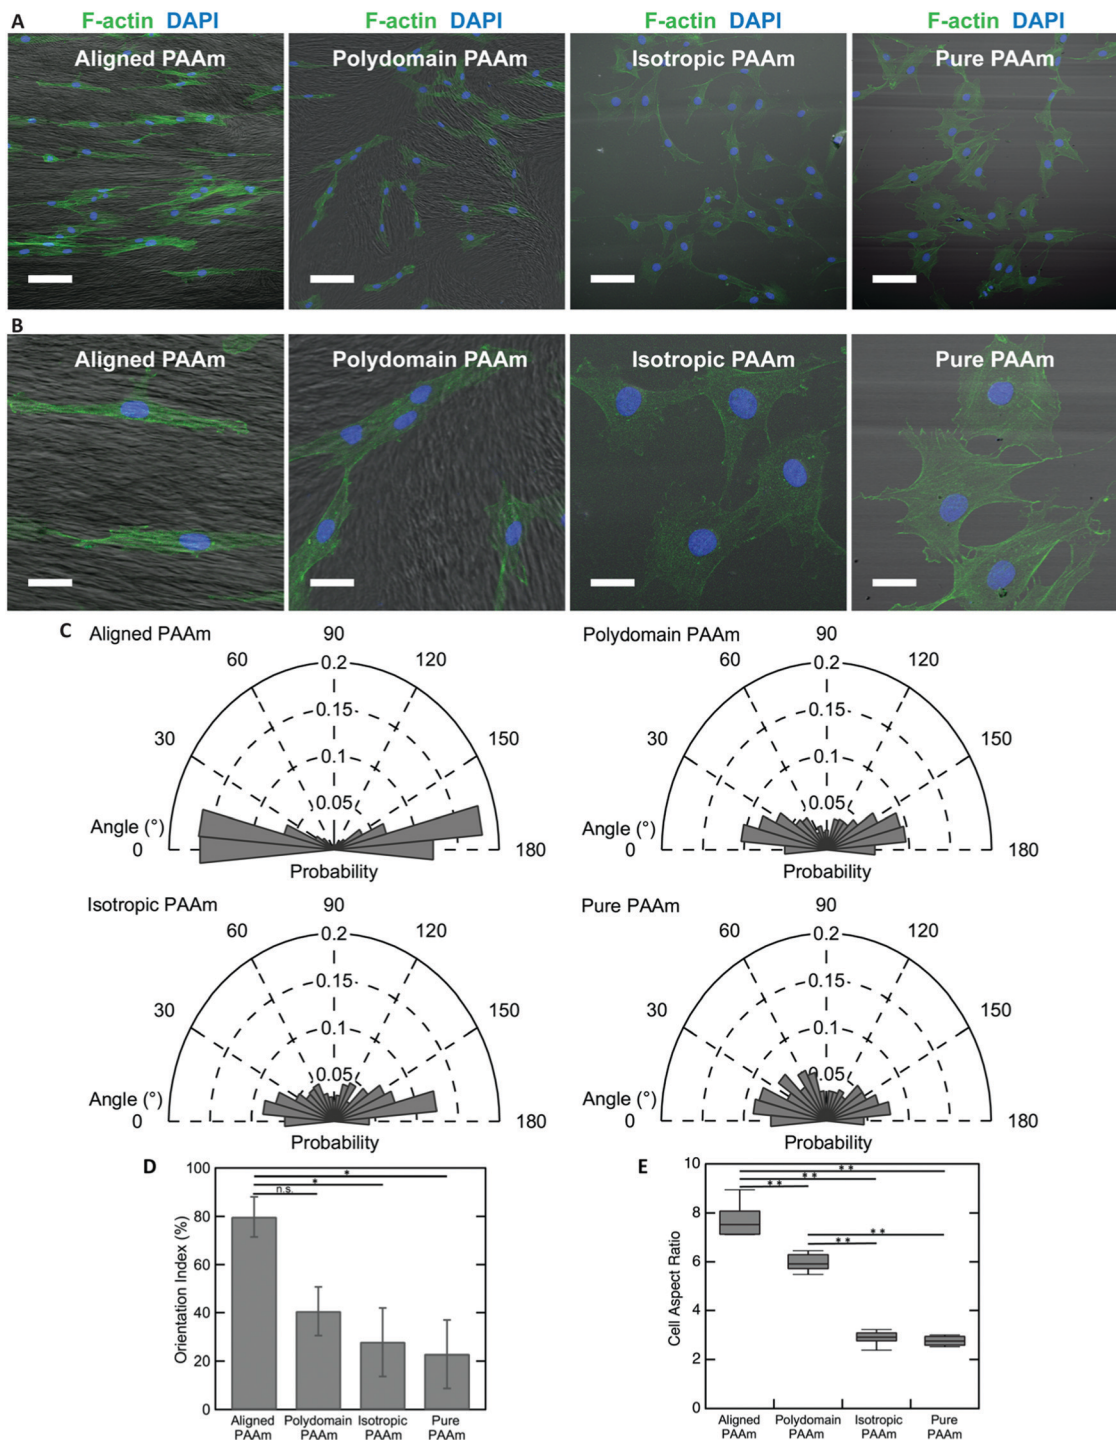 A
F-actin DAPI
F-actin DAPI
F-actin DAPI
F-actin DAPI
Aligned PAAm
Polydomain PAAm
Isotropic PAAm
Pure PAAm
B
Aligned PAAm
Polydomain PAAm
Isotropic PAAm
Pure PAAm
C
Aligned PAAm
90
60
120
0.2
0.15
30
150
0.1
0.05
Angle (°)
0
180
Probability
Polydomain PAAm
90
60
120
0.2
0.15
30
150
0.1
0.05
Angle (°)
0
180
Probability
Isotropic PAAm
90
60
120
0.2
0.15
30
150
0.1
0.05
Angle (°)
0
180
Probability
Pure PAAm
90
60
120
0.2
0.15
30
150
0.1
0.05
Angle (°)
0
180
Probability
D
100
80
60
40
20
0
Orientation Index (%)
*
*
n.s.
Aligned
PAAm
Polydomain
PAAm
Isotropic
PAAm
Pure
PAAm
E
10
8
6
4
2
0
Cell Aspect Ratio
* *
* *
* *
* *
* *
Aligned
PAAm
Polydomain
PAAm
Isotropic
PAAm
Pure
PAAm